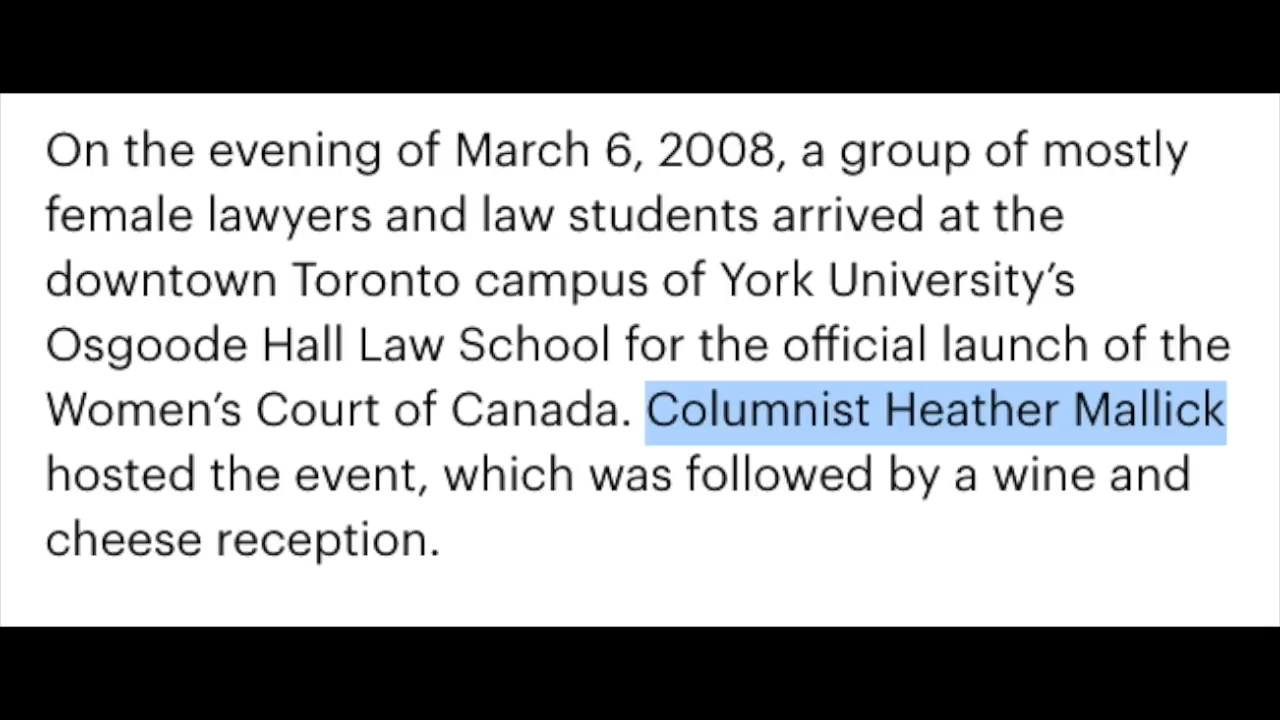 On the evening of March 6, 2008, a group of mostly
female lawyers and law students arrived at the
downtown Toronto campus of York University’s
Osgoode Hall Law School for the official launch of the
Women’s Court of Canada. Columnist Heather Mallick
hosted the event, which was followed by a wine and
cheese reception.